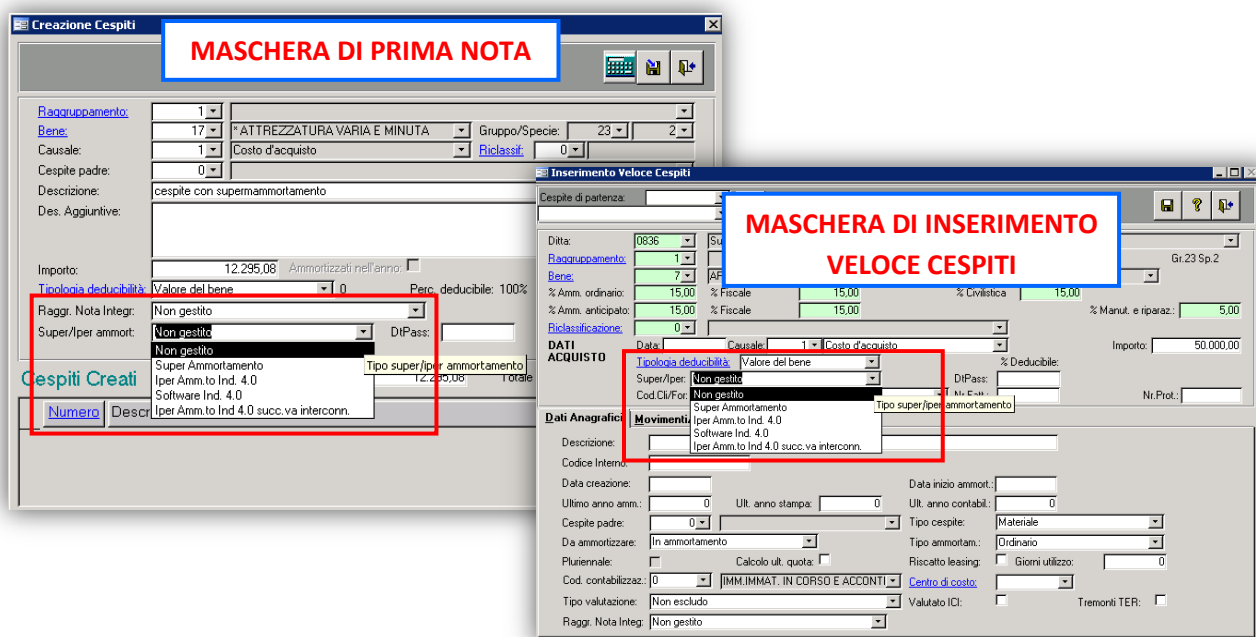 Creazione Cespiti
MASCHERA DI PRIMA NOTA
Raggruppamento: 1
Bene: 17 * ATTREZZATURA VARIA E MINUTA Gruppo/Specie: 23 2
Causale: 1 Costo d'acquisto Riclassif: 0
Cespite padre: 0
Descrizione: cespite con supermammortamento
Des. Aggiuntive:
Importo: 12.295,08 Ammortizzati nell'anno:
Tipologia deducibilità: Valore del bene 0 Perc. deducibile: 100%
Raggr. Nota Integr: Non gestito
Super/Iper ammort: Non gestito DtPass:
Non gestito
Super Ammortamento
Iper Amm.to Ind. 4.0
Software Ind. 4.0
Iper Amm.to Ind 4.0 succ.va interconn.
Tipo super/iper ammortamento
Cespiti Creati 12.295,08 Totale
Numero Descr
Inserimento Veloce Cespiti
Cespite di partenza:
MASCHERA DI INSERIMENTO
VELOCE CESPITI
Ditta: 0836
Raggruppamento: 1 Gr.23 Sp.2
Bene: 7
% Amm. ordinario: 15,00 % Fiscale 15,00 % Civilistica 15,00
% Amm. anticipato: 15,00 % Fiscale 15,00 % Manut. e riparaz.: 5,00
Riclassificazione: 0
DATI ACQUISTO Data: Causale: 1 Costo d'acquisto Importo: 50.000,00
Tipologia deducibilità: Valore del bene % Deducibile:
Super/Iper: Non gestito DtPass:
Cod.Cli/For: Non gestito Nr.Fatt.: Nr.Prot.:
Super Ammortamento
Iper Amm.to Ind. 4.0
Software Ind. 4.0
Iper Amm.to Ind 4.0 succ.va interconn.
Tipo super/iper ammortamento
Dati Anagrafici Movimenti
Descrizione:
Codice Interno:
Data creazione: Data inizio ammort.:
Ultimo anno amm.: 0 Ult. anno stampa: 0 Ult. anno contabil.: 0
Cespite padre: 0 Tipo cespite: Materiale
Da ammortizzare: In ammortamento Tipo ammortam.: Ordinario
Pluriennale: Calcolo ult. quota: Riscatto leasing: Giorni utilizzo: 0
Cod. contabilizzaz.: 0 IMM.IMMAT. IN CORSO E ACCONTI Centro di costo:
Tipo valutazione: Non escludo Valutato ICI: Tremonti TER:
Raggr. Nota Integ: Non gestito